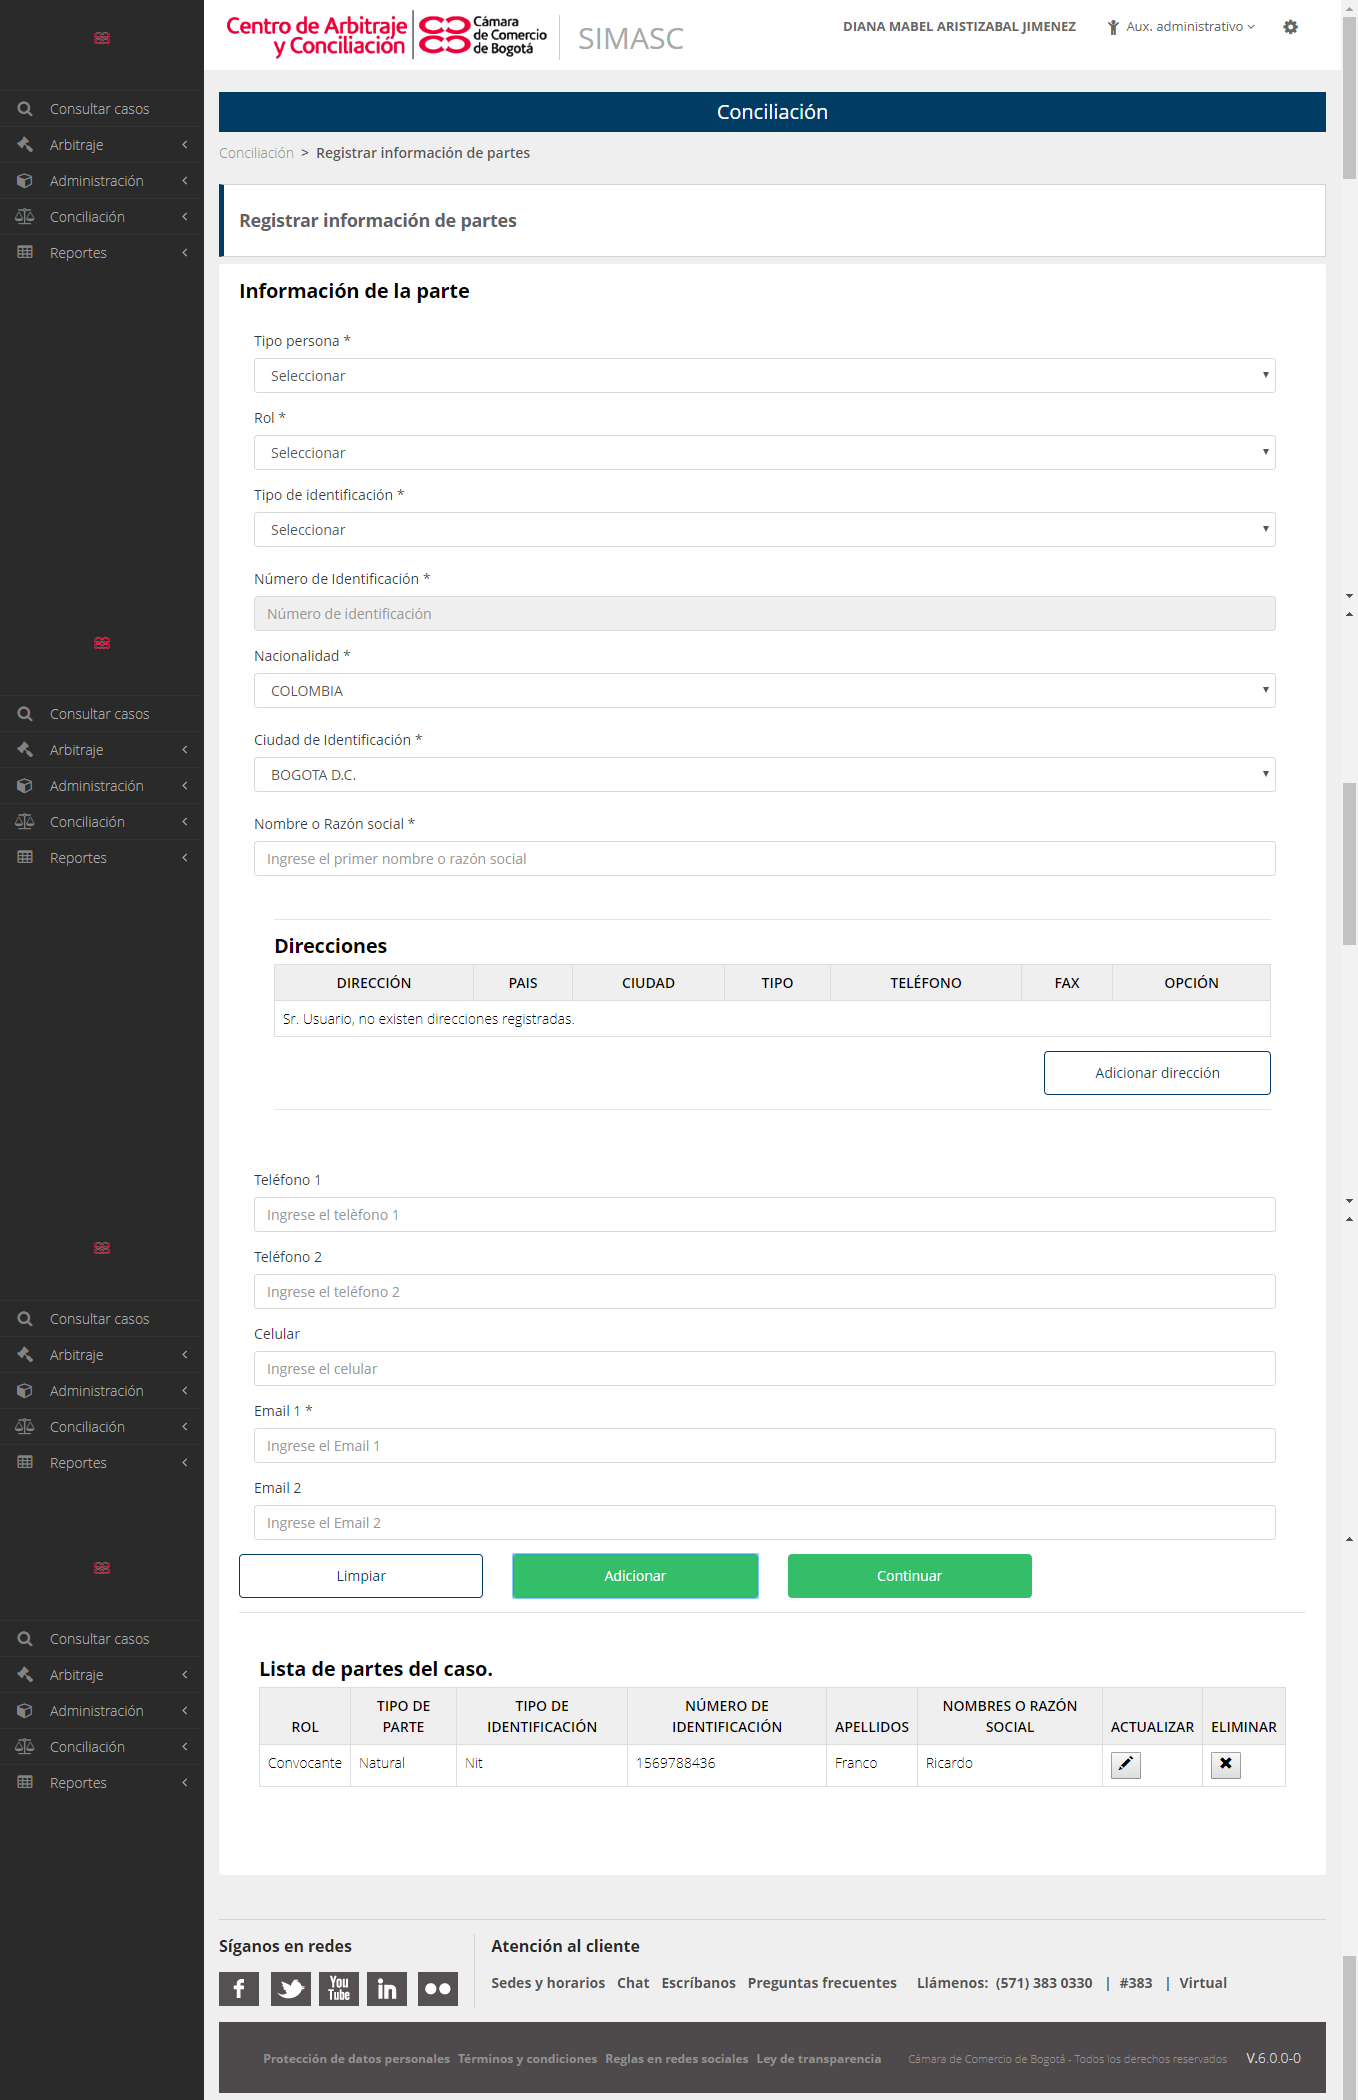 Centro de Arbitraje
y Conciliación
Cámara
de Comercio
de Bogotá
SIMASC
DIANA MABEL ARISTIZABAL JIMENEZ
Aux. administrativo
Consultar casos
Arbitraje
Administración
Conciliación
Reportes
Conciliación
Conciliación > Registrar información de partes
Registrar información de partes
Información de la parte
Tipo persona *
Seleccionar
Rol *
Seleccionar
Tipo de identificación *
Seleccionar
Número de Identificación *
Número de identificación
Nacionalidad *
COLOMBIA
Consultar casos
Arbitraje
Administración
Conciliación
Reportes
Ciudad de Identificación *
BOGOTA D.C.
Nombre o Razón social *
Ingrese el primer nombre o razón social
Direcciones
DIRECCIÓN PAIS CIUDAD TIPO TELÉFONO FAX OPCIÓN
Sr. Usuario, no existen direcciones registradas.
Adicionar dirección
Teléfono 1
Ingrese el telèfono 1
Teléfono 2
Ingrese el teléfono 2
Consultar casos
Arbitraje
Administración
Conciliación
Reportes
Celular
Ingrese el celular
Email 1 *
Ingrese el Email 1
Email 2
Ingrese el Email 2
Limpiar
Adicionar
Continuar
Consultar casos
Arbitraje
Administración
Conciliación
Reportes
Lista de partes del caso.
ROL TIPO DE PARTE TIPO DE IDENTIFICACIÓN NÚMERO DE IDENTIFICACIÓN APELLIDOS NOMBRES O RAZÓN SOCIAL ACTUALIZAR ELIMINAR
Convocante Natural Nit 1569788436 Franco Ricardo
Síganos en redes
You
Tube
in
Atención al cliente
Sedes y horarios Chat Escríbanos Preguntas frecuentes Llámenos: (571) 383 0330 | #383 | Virtual
Protección de datos personales Términos y condiciones Reglas en redes sociales Ley de transparencia Cámara de Comercio de Bogotá - Todos los derechos reservados V.6.0.0-0